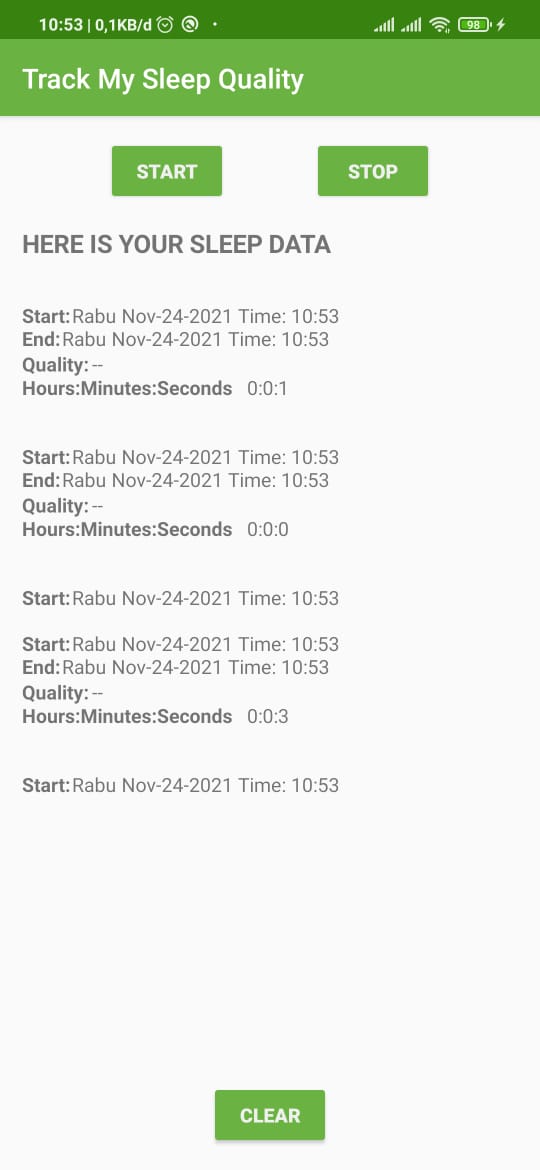 10:53 | 0,1KB/d
98
Track My Sleep Quality
START STOP
HERE IS YOUR SLEEP DATA
Start: Rabu Nov-24-2021 Time: 10:53
End: Rabu Nov-24-2021 Time: 10:53
Quality: --
Hours:Minutes:Seconds 0:0:1
Start: Rabu Nov-24-2021 Time: 10:53
End: Rabu Nov-24-2021 Time: 10:53
Quality: --
Hours:Minutes:Seconds 0:0:0
Start: Rabu Nov-24-2021 Time: 10:53
Start: Rabu Nov-24-2021 Time: 10:53
End: Rabu Nov-24-2021 Time: 10:53
Quality: --
Hours:Minutes:Seconds 0:0:3
Start: Rabu Nov-24-2021 Time: 10:53
CLEAR